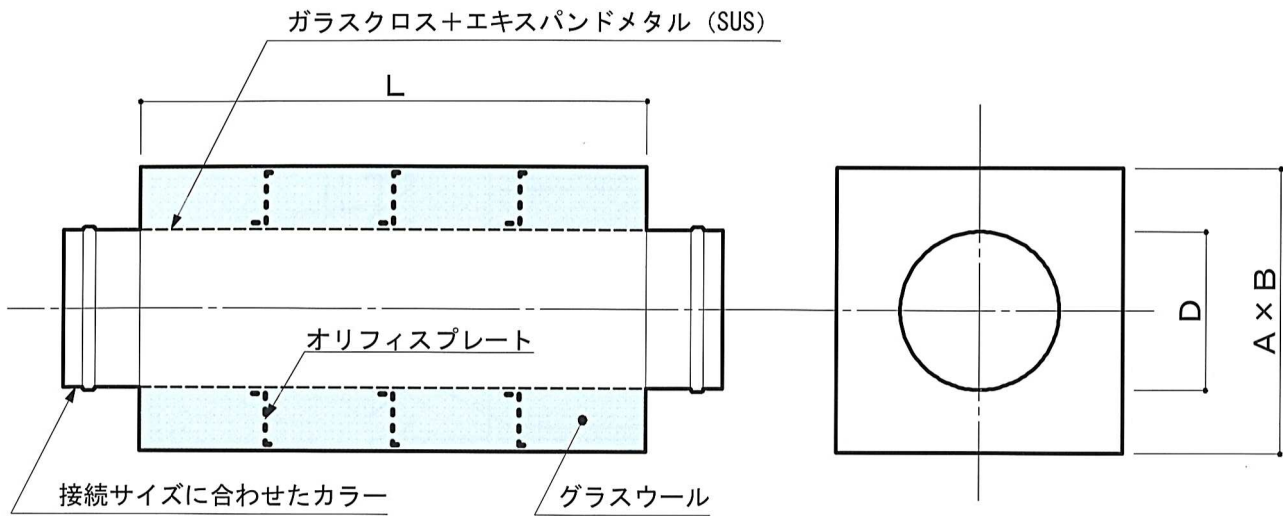 ガラスクロス＋エキスパンドメタル（SUS）
L
オリフィスプレート
D
A×B
接続サイズに合わせたカラー
グラスウール